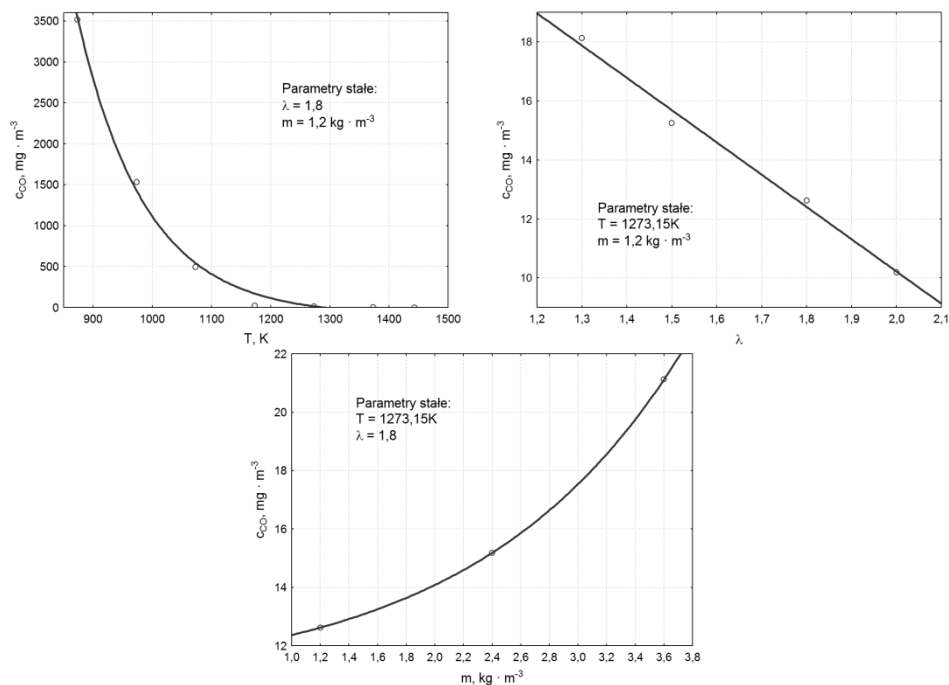 3500
3000
2500
2000
1500
1000
500
0
c_CO, mg · m⁻³
Parametry stałe:
λ = 1,8
m = 1,2 kg · m⁻³
900 1000 1100 1200 1300 1400 1500
T, K
18
16
14
12
10
c_CO, mg · m⁻³
Parametry stałe:
T = 1273,15K
m = 1,2 kg · m⁻³
1,2 1,3 1,4 1,5 1,6 1,7 1,8 1,9 2,0 2,1
λ
22
20
18
16
14
12
c_CO, mg · m⁻³
Parametry stałe:
T = 1273,15K
λ = 1,8
1,0 1,2 1,4 1,6 1,8 2,0 2,2 2,4 2,6 2,8 3,0 3,2 3,4 3,6 3,8
m, kg · m⁻³